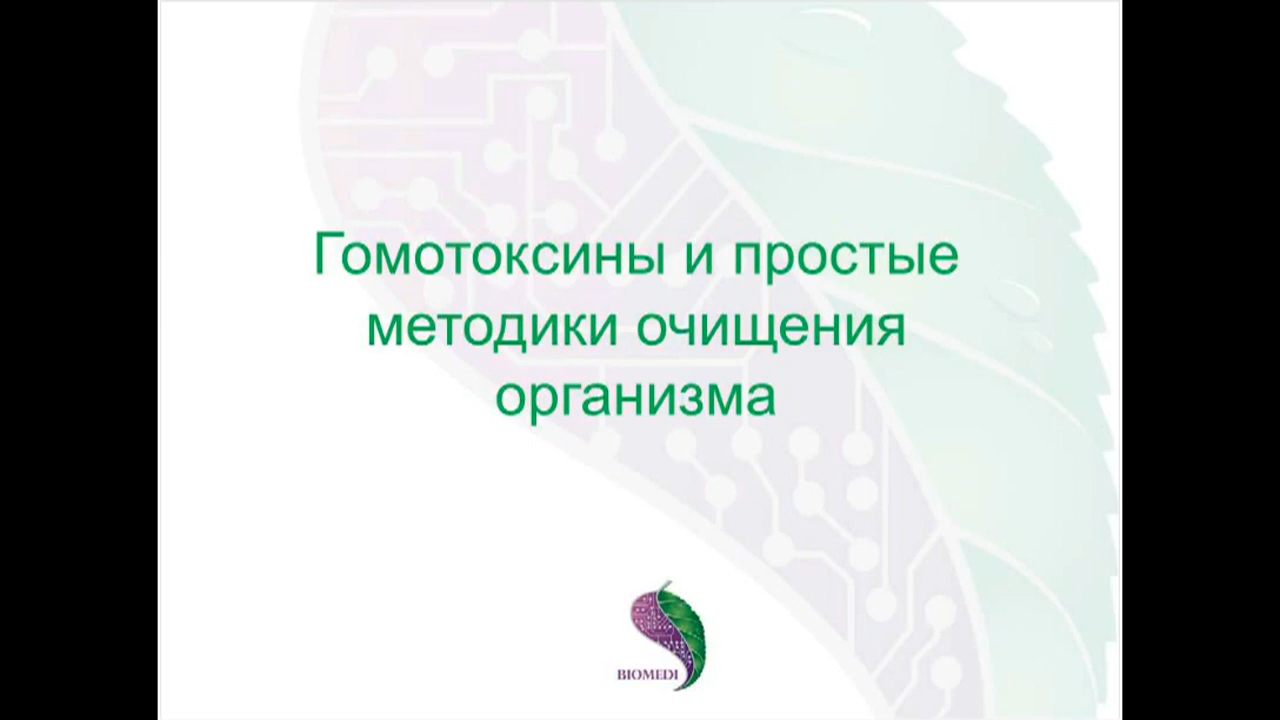 Гомотоксины и простые
методики очищения
организма
BIOMEDI